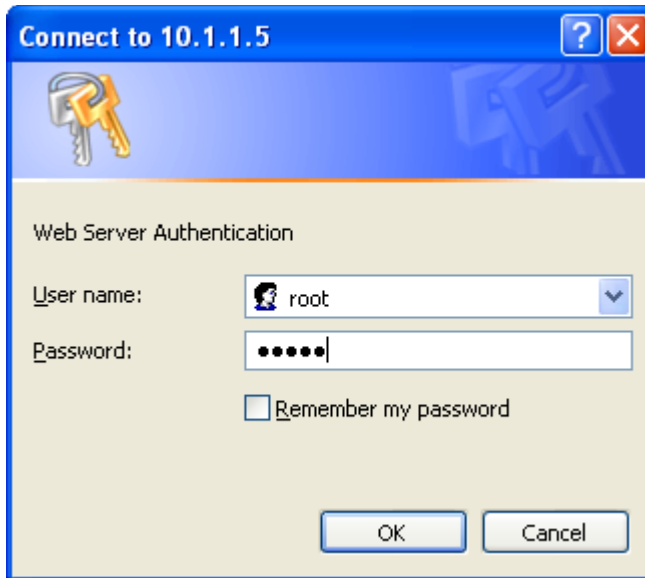 Connect to 10.1.1.5
Web Server Authentication
User name: root
Password: •••••
Remember my password
OK Cancel